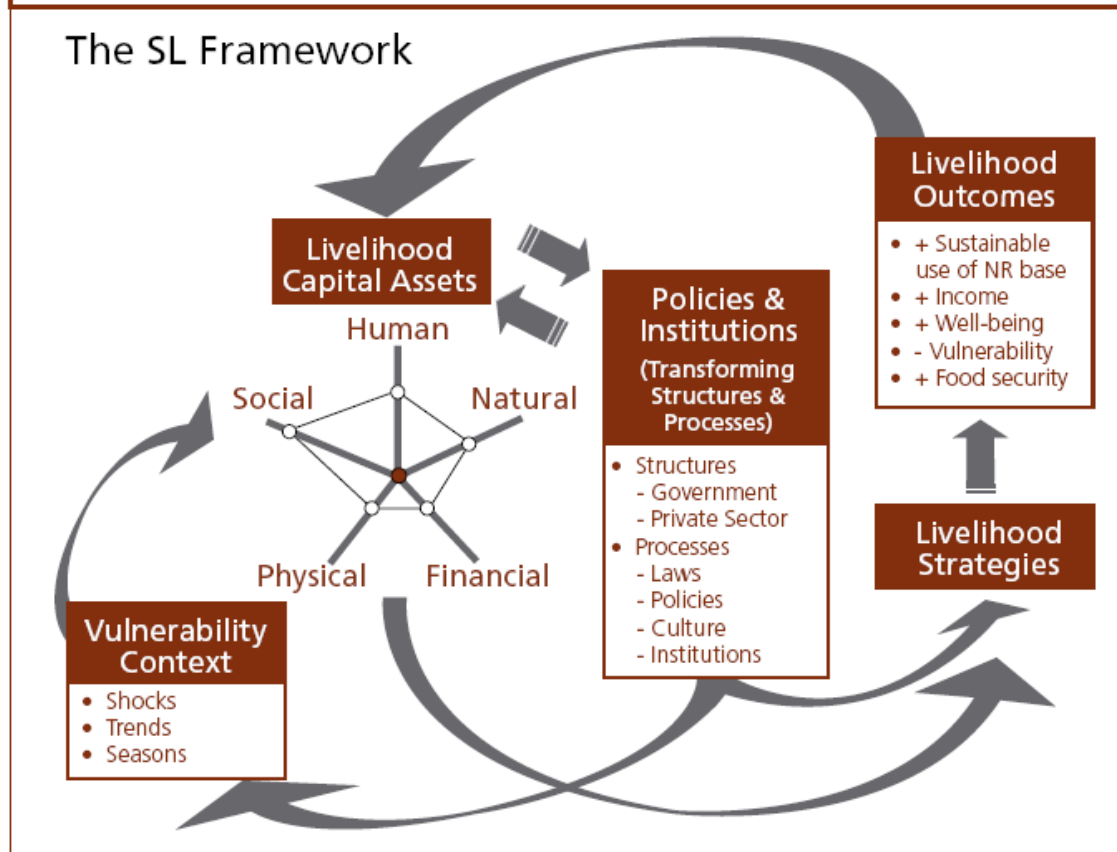 The SL Framework
Livelihood
Capital Assets
Human
Social
Natural
Physical
Financial
Vulnerability
Context
• Shocks
• Trends
• Seasons
Policies &
Institutions
(Transforming
Structures &
Processes)
• Structures
- Government
- Private Sector
• Processes
- Laws
- Policies
- Culture
- Institutions
Livelihood
Outcomes
• + Sustainable
use of NR base
• + Income
• + Well-being
• - Vulnerability
• + Food security
Livelihood
Strategies